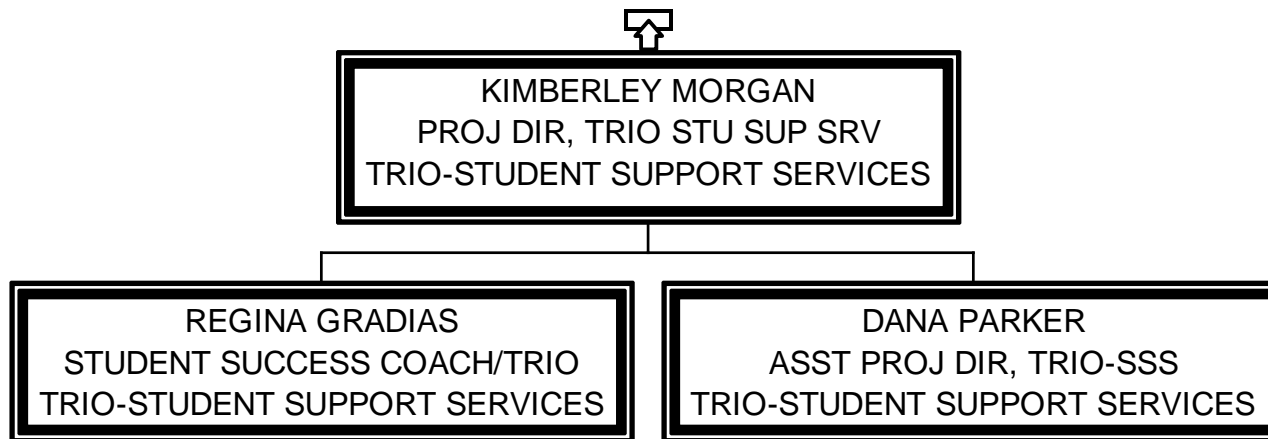 KIMBERLEY MORGAN
PROJ DIR, TRIO STU SUP SRV
TRIO-STUDENT SUPPORT SERVICES
REGINA GRADIAS
STUDENT SUCCESS COACH/TRIO
TRIO-STUDENT SUPPORT SERVICES
DANA PARKER
ASST PROJ DIR, TRIO-SSS
TRIO-STUDENT SUPPORT SERVICES